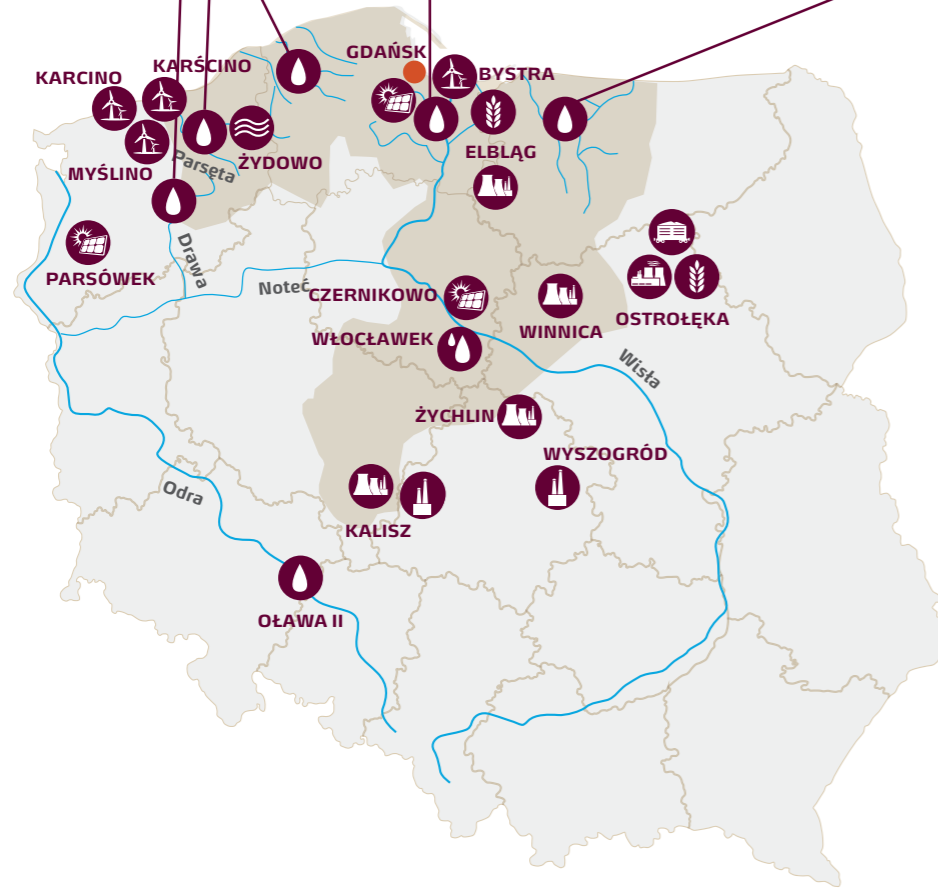 GDAŃSK
KARŚCINO
KARCINO
BYSTRA
ELBLĄG
Parsęta
ŻYDOWO
MYŚLINO
Drawa
PARSÓWEK
Noteć
CZERNIKOWO
WINNICA
OSTROŁĘKA
WŁOCŁAWEK
Wisła
ŻYCHLIN
WYSZOGRÓD
Odra
KALISZ
OŁAWA II